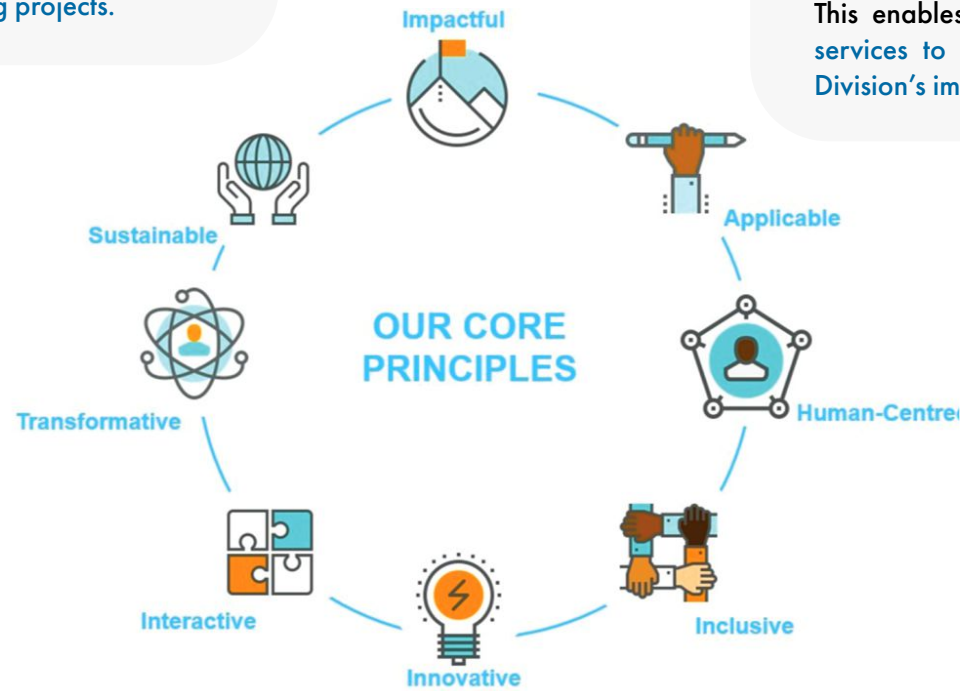 g projects.
This enables
services to
Division's im
Impactful
Applicable
Sustainable
OUR CORE
PRINCIPLES
Human-Centred
Transformative
Interactive
Inclusive
Innovative